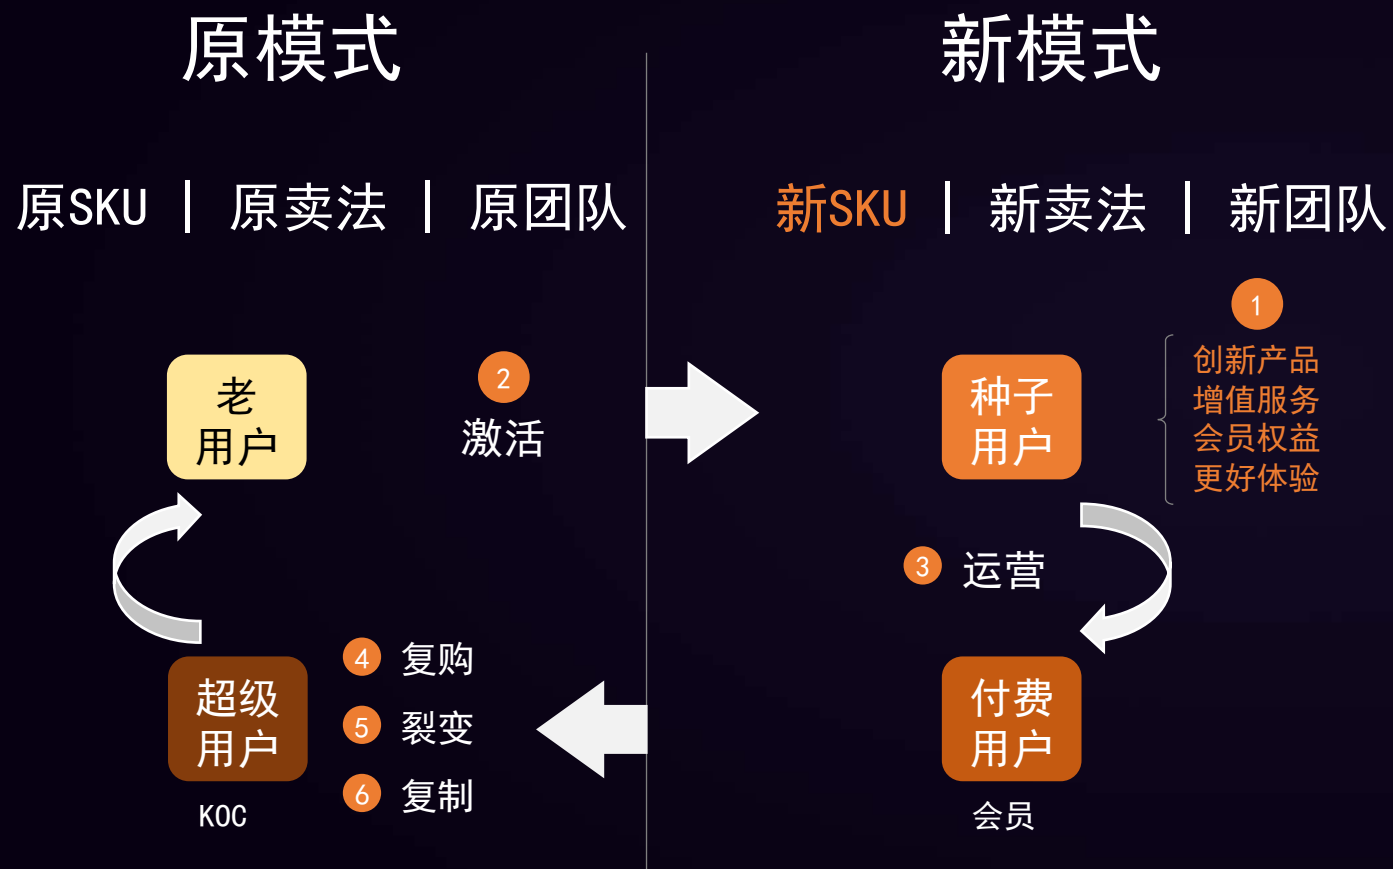 原模式
原SKU | 原卖法 | 原团队
老
用户
2
激活
超级
用户
KOC
4 复购
5 裂变
6 复制
新模式
新SKU | 新卖法 | 新团队
种子
用户
1
创新产品
增值服务
会员权益
更好体验
3 运营
付费
用户
会员